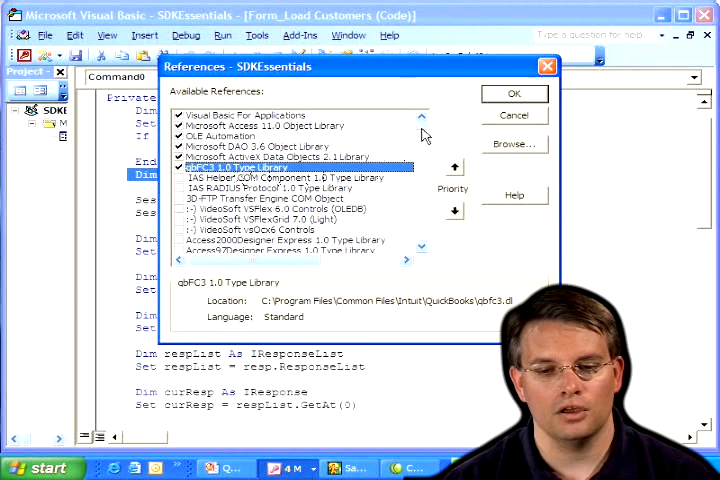 Microsoft Visual Basic - SDKEssentials - [Form_Load Customers (Code)]
File Edit View Insert Debug Run Tools Add-Ins Window Help Type a question for help
Project - X
Command0
SDKE
Private
Dim
Set
If
End
Dim
Ses
Ses
Dim
Set
Dim
Set
Dim
Set
Dim respList As IResponseList
Set respList = resp.ResponseList
Dim curResp As IResponse
Set curResp = respList.GetAt(0)
References - SDKEssentials
Available References:
Visual Basic For Applications
Microsoft Access 11.0 Object Library
OLE Automation
Microsoft DAO 3.6 Object Library
Microsoft ActiveX Data Objects 2.1 Library
qbFC3 1.0 Type Library
IAS Helper COM Component 1.0 Type Library
IAS RADIUS Protocol 1.0 Type Library
3D-FTP Transfer Engine COM Object
:-) VideoSoft VSFlex 6.0 Controls (OLEDB)
:-) VideoSoft VSFlexGrid 7.0 (Light)
:-) VideoSoft vsOcx6 Controls
Access2000Designer Express 1.0 Type Library
Access97Designer Express 1.0 Type Library
OK
Cancel
Browse...
Priority
Help
qbFC3 1.0 Type Library
Location: C:\Program Files\Common Files\Intuit\QuickBooks\qbfc3.dl
Language: Standard
start
Q...
4 M
Sa...
C...